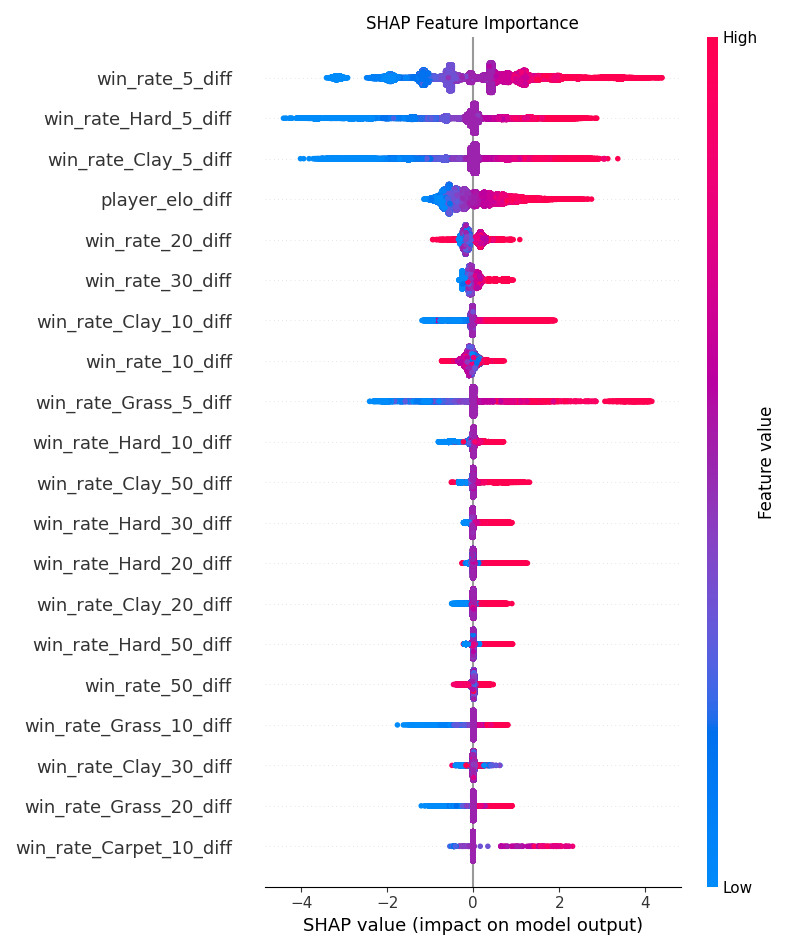 SHAP Feature Importance
High
win_rate_5_diff
win_rate_Hard_5_diff
win_rate_Clay_5_diff
player_elo_diff
win_rate_20_diff
win_rate_30_diff
win_rate_Clay_10_diff
win_rate_10_diff
win_rate_Grass_5_diff
win_rate_Hard_10_diff
win_rate_Clay_50_diff
win_rate_Hard_30_diff
win_rate_Hard_20_diff
win_rate_Clay_20_diff
win_rate_Hard_50_diff
win_rate_50_diff
win_rate_Grass_10_diff
win_rate_Clay_30_diff
win_rate_Grass_20_diff
win_rate_Carpet_10_diff
Feature value
Low
−4 −2 0 2 4
SHAP value (impact on model output)